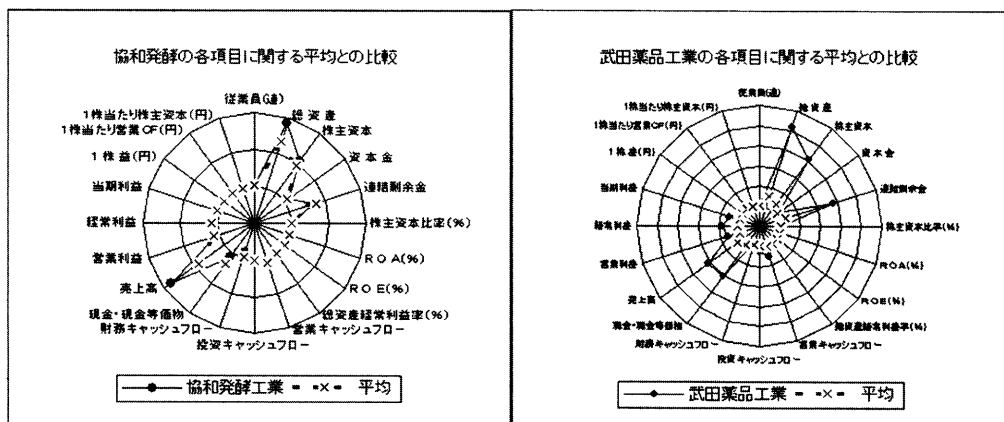 協和発酵の各項目に関する平均との比較
従業員(連)
総資産
株主資本
資本金
連結剰余金
株主資本比率(%)
ROA(%)
ROE(%)
総資産経常利益率(%)
営業キャッシュフロー
投資キャッシュフロー
財務キャッシュフロー
現金・現金等価物
売上高
営業利益
経常利益
当期利益
1株益(円)
1株当たり営業CF(円)
1株当たり株主資本(円)
協和発酵工業
平均
武田薬品工業の各項目に関する平均との比較
従業員(連)
総資産
株主資本
資本金
連結剰余金
株主資本比率(%)
ROA(%)
ROE(%)
総資産経常利益率(%)
営業キャッシュフロー
投資キャッシュフロー
財務キャッシュフロー
現金・現金等価物
売上高
営業利益
経常利益
当期利益
1株益(円)
1株当たり営業CF(円)
1株当たり株主資本(円)
武田薬品工業
平均